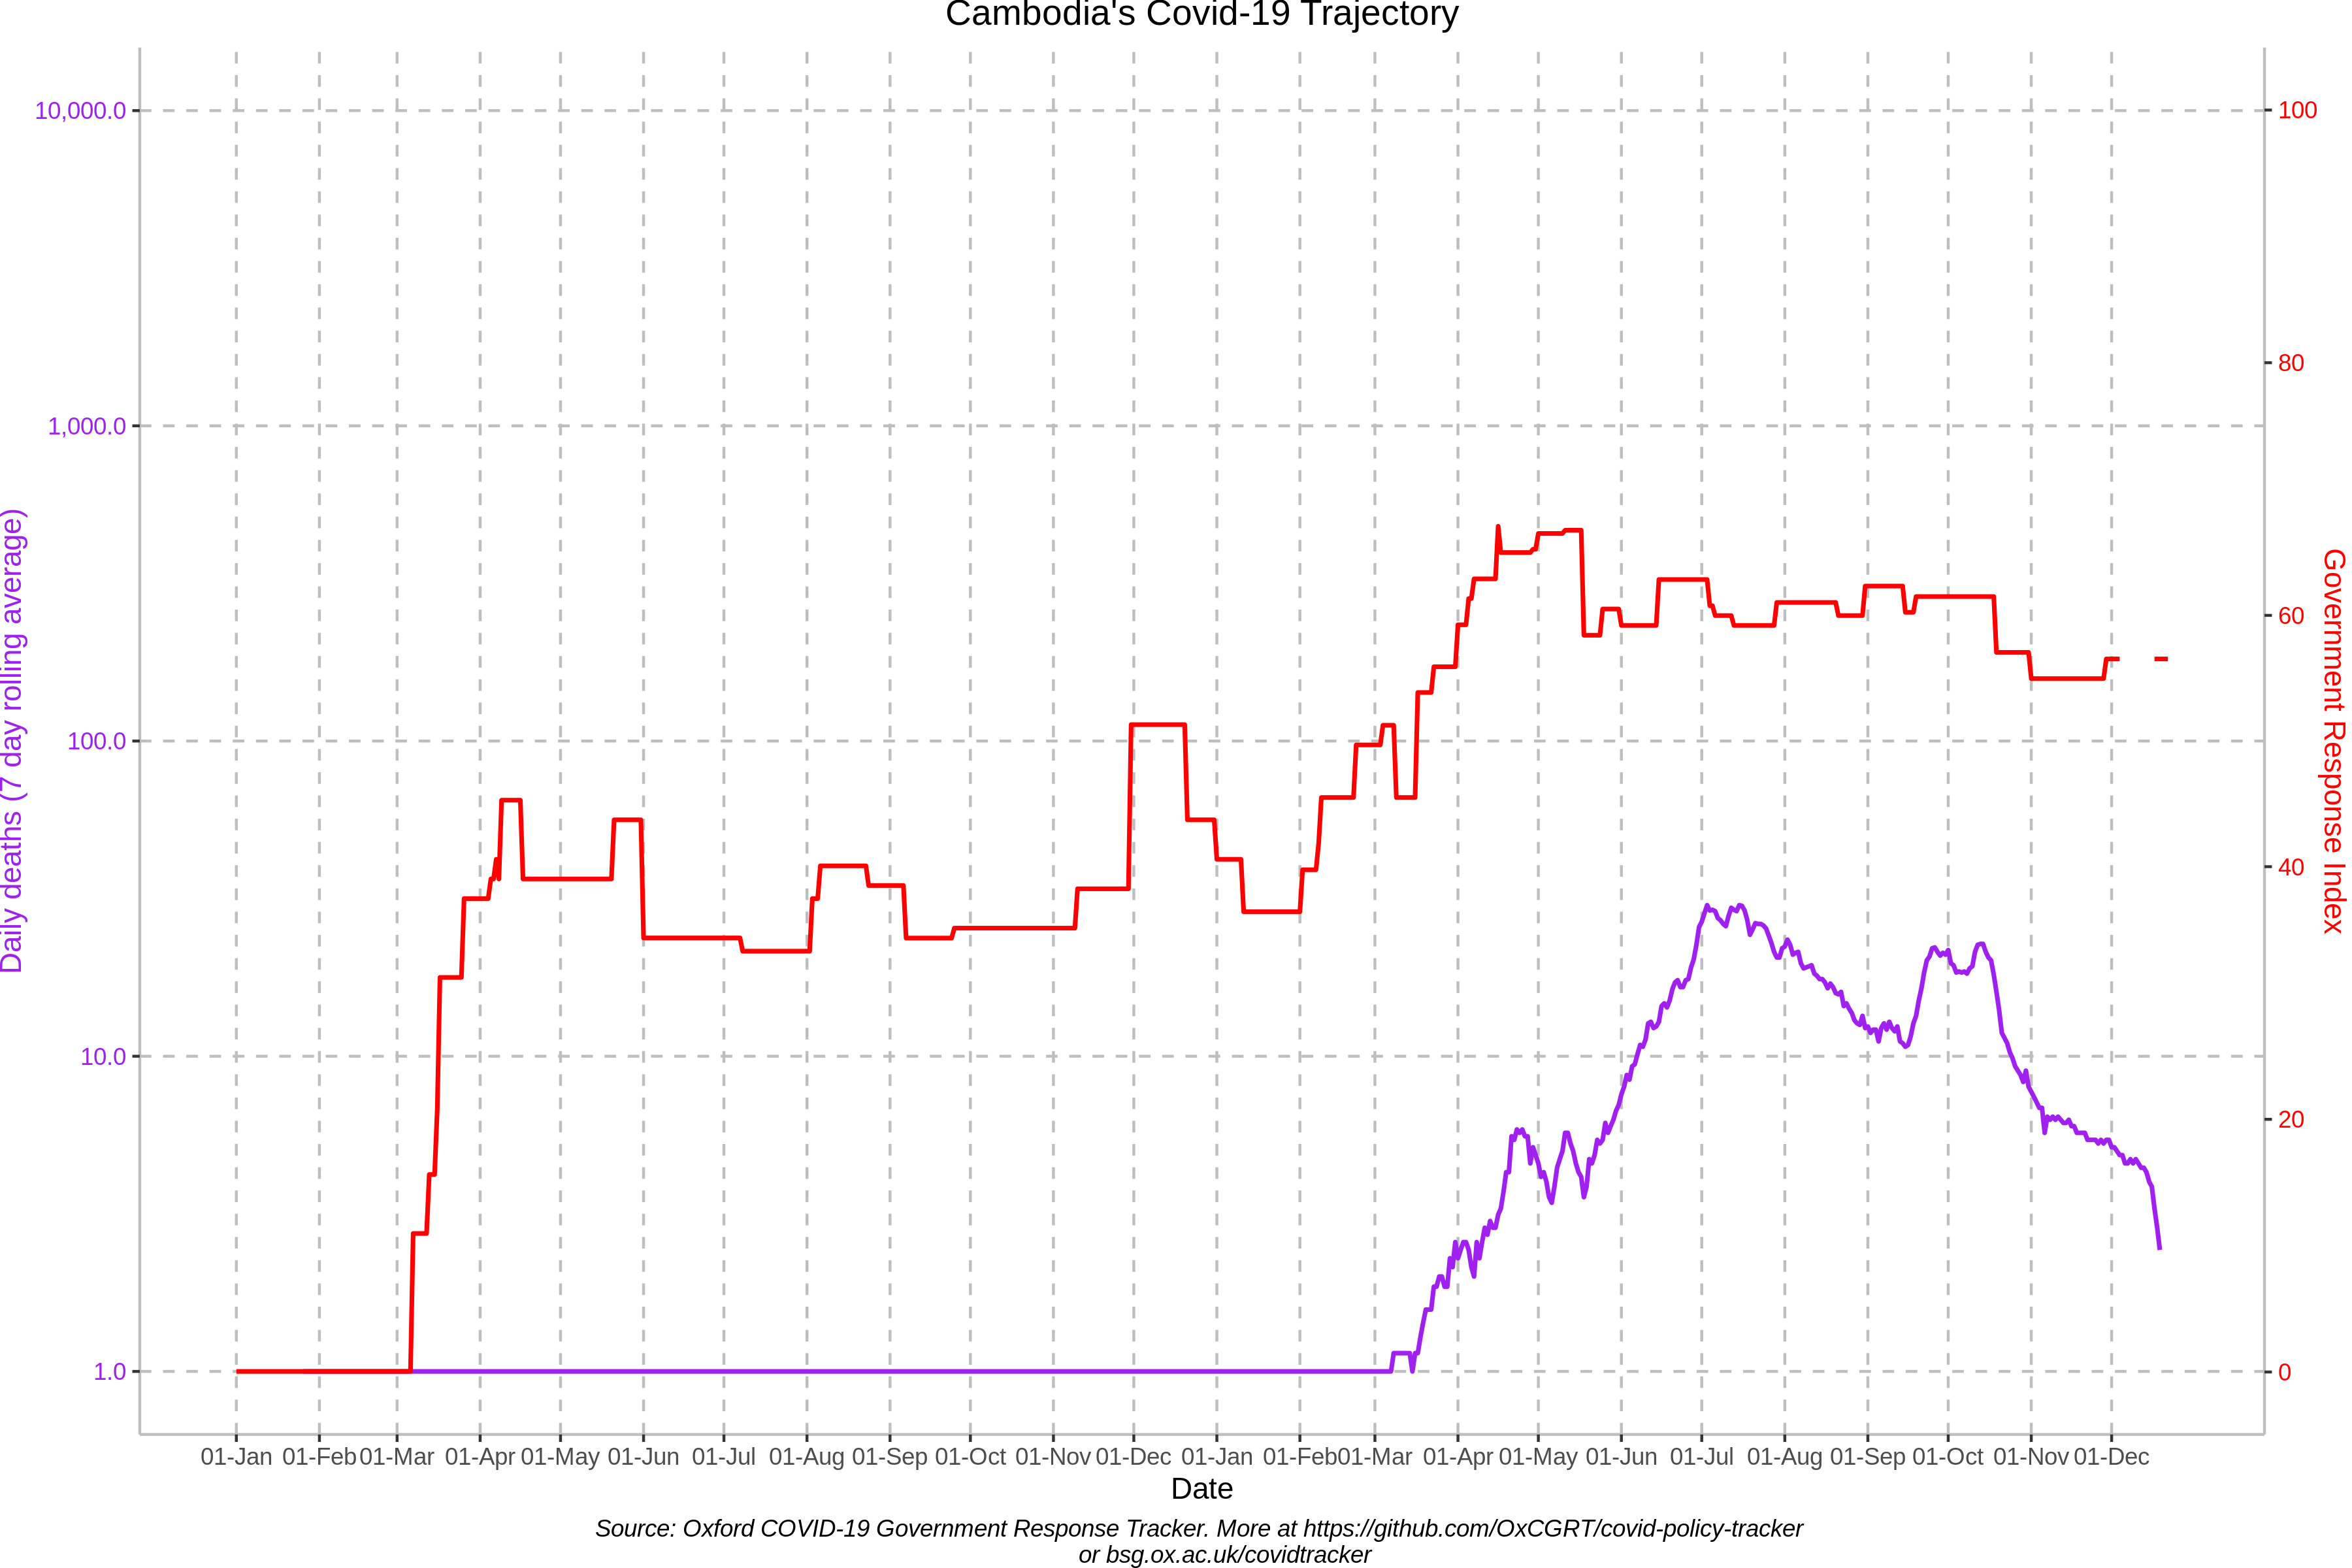 Cambodia's Covid-19 Trajectory
10,000.0
1,000.0
100.0
10.0
1.0
Daily deaths (7 day rolling average)
100
80
60
40
20
0
Government Response Index
01-Jan 01-Feb 01-Mar 01-Apr 01-May 01-Jun 01-Jul 01-Aug 01-Sep 01-Oct 01-Nov 01-Dec 01-Jan 01-Feb 01-Mar 01-Apr 01-May 01-Jun 01-Jul 01-Aug 01-Sep 01-Oct 01-Nov 01-Dec
Date
Source: Oxford COVID-19 Government Response Tracker. More at https://github.com/OxCGRT/covid-policy-tracker
or bsg.ox.ac.uk/covidtracker